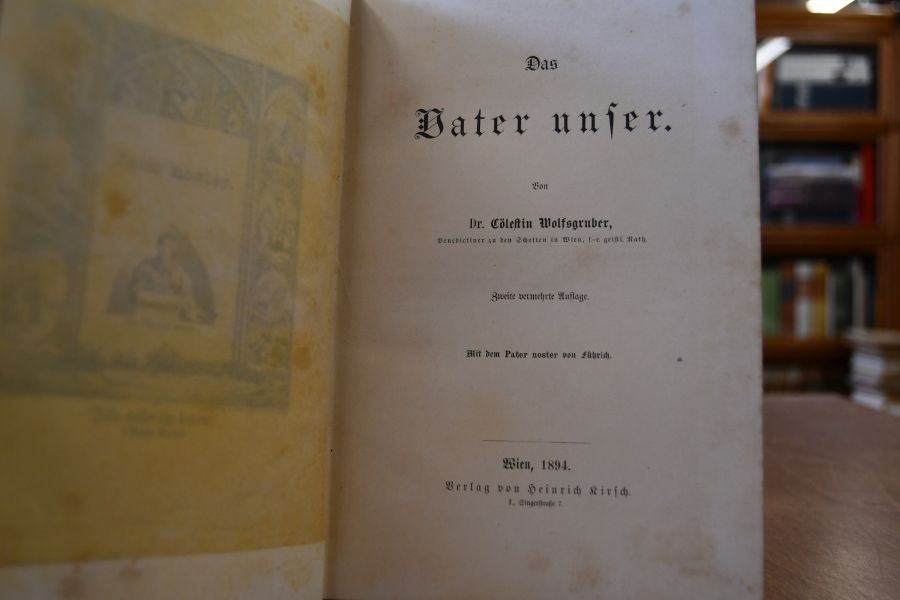 Das
Vater unſer.
Von
Dr. Cöleſtin Wolfsgruber,
Benedictiner zu den Schotten in Wien, f.-e. geiſtl. Rath.
Zweite vermehrte Auflage.
Mit dem Pater noster von Führich.
Wien, 1894.
Verlag von Heinrich Kirſch.
I., Singerſtraße 7.